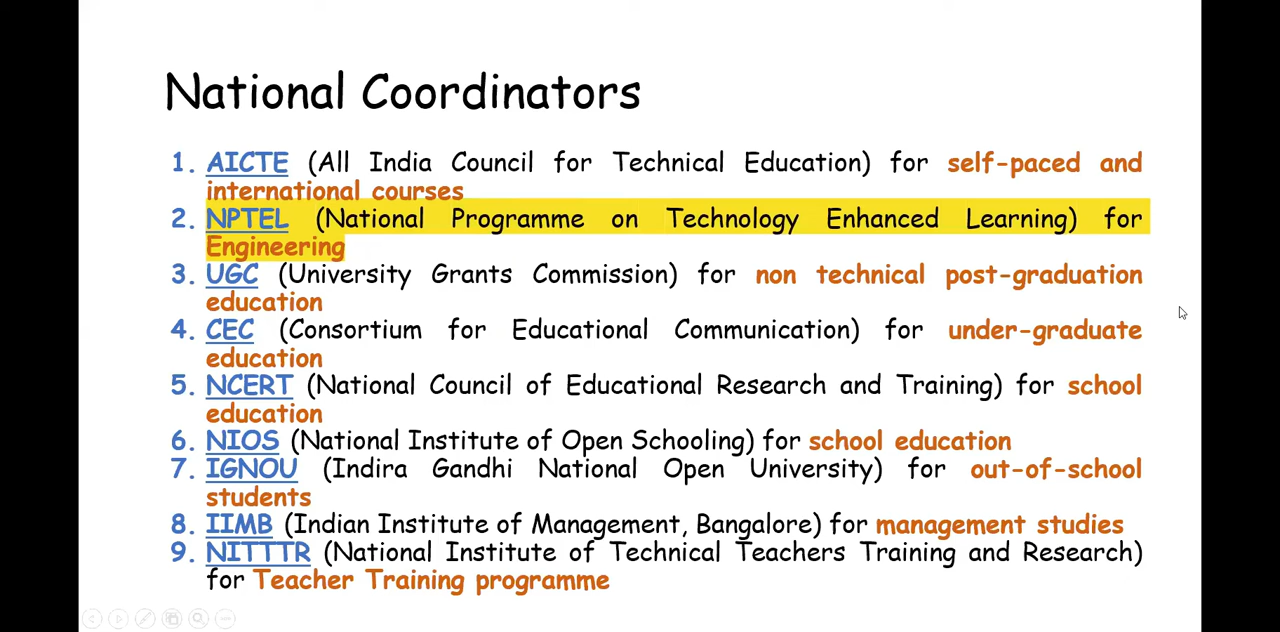 National Coordinators
1. AICTE (All India Council for Technical Education) for self-paced and
international courses
2. NPTEL (National Programme on Technology Enhanced Learning) for
Engineering
3. UGC (University Grants Commission) for non technical post-graduation
education
4. CEC (Consortium for Educational Communication) for under-graduate
education
5. NCERT (National Council of Educational Research and Training) for school
education
6. NIOS (National Institute of Open Schooling) for school education
7. IGNOU (Indira Gandhi National Open University) for out-of-school
students
8. IIMB (Indian Institute of Management, Bangalore) for management studies
9. NITTTR (National Institute of Technical Teachers Training and Research)
for Teacher Training programme